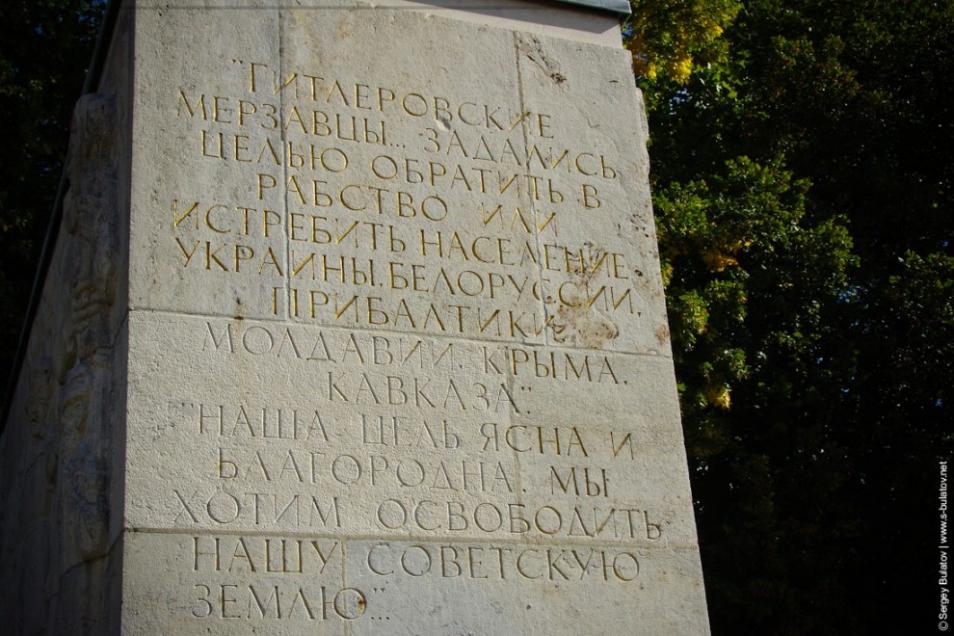 "ГИТЛЕРОВСКИЕ
МЕРЗАВЦЫ... ЗАДАЛИСЬ
ЦЕЛЬЮ ОБРАТИТЬ В
РАБСТВО ИЛИ
ИСТРЕБИТЬ НАСЕЛЕНИЕ
УКРАИНЫ, БЕЛОРУССИИ,
ПРИБАЛТИКИ,
МОЛДАВИИ, КРЫМА,
КАВКАЗА".
"НАША ЦЕЛЬ ЯСНА И
БЛАГОРОДНА. МЫ
ХОТИМ ОСВОБОДИТЬ
НАШУ СОВЕТСКУЮ
ЗЕМЛЮ"...
© Sergey Bulatov | www.s-bulatov.net